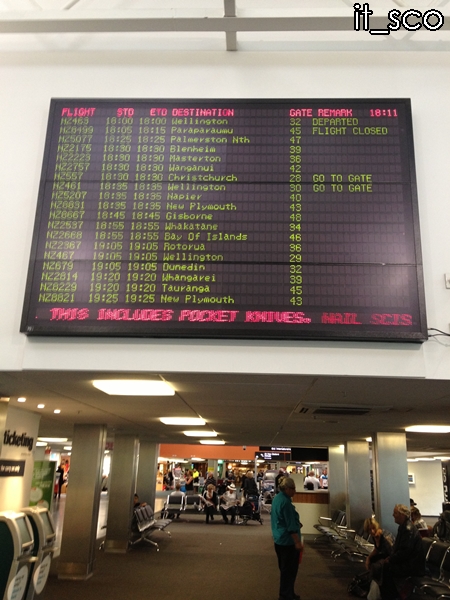 it_sco
FLIGHT STD ETD DESTINATION GATE REMARK 18:11
NZ463 18:00 18:00 Wellington 32 DEPARTED
NZ8499 18:05 18:15 Paraparaumu 45 FLIGHT CLOSED
NZ9077 18:25 18:25 Palmerston Nth 47
NZ2175 18:30 18:30 Blenheim 39
NZ2223 18:30 18:30 Masterton 36
NZ2757 18:30 18:30 Wanganui 42
NZ557 18:30 18:30 Christchurch 28 GO TO GATE
NZ461 18:35 18:35 Wellington 30 GO TO GATE
NZ5207 18:35 18:35 Napier 40
NZ8831 18:35 18:35 New Plymouth 43
NZ8667 18:45 18:45 Gisborne 48
NZ2537 18:55 18:55 Whakatane 34
NZ2668 18:55 18:55 Bay Of Islands 46
NZ2367 19:05 19:05 Rotorua 36
NZ467 19:05 19:05 Wellington 29
NZ679 19:05 19:05 Dunedin 32
NZ2814 19:20 19:20 Whangarei 39
NZ8229 19:20 19:20 Tauranga 45
NZ8821 19:25 19:25 New Plymouth 43
THIS INCLUDES POCKET KNIVES. NAIL SCIS
ticketing